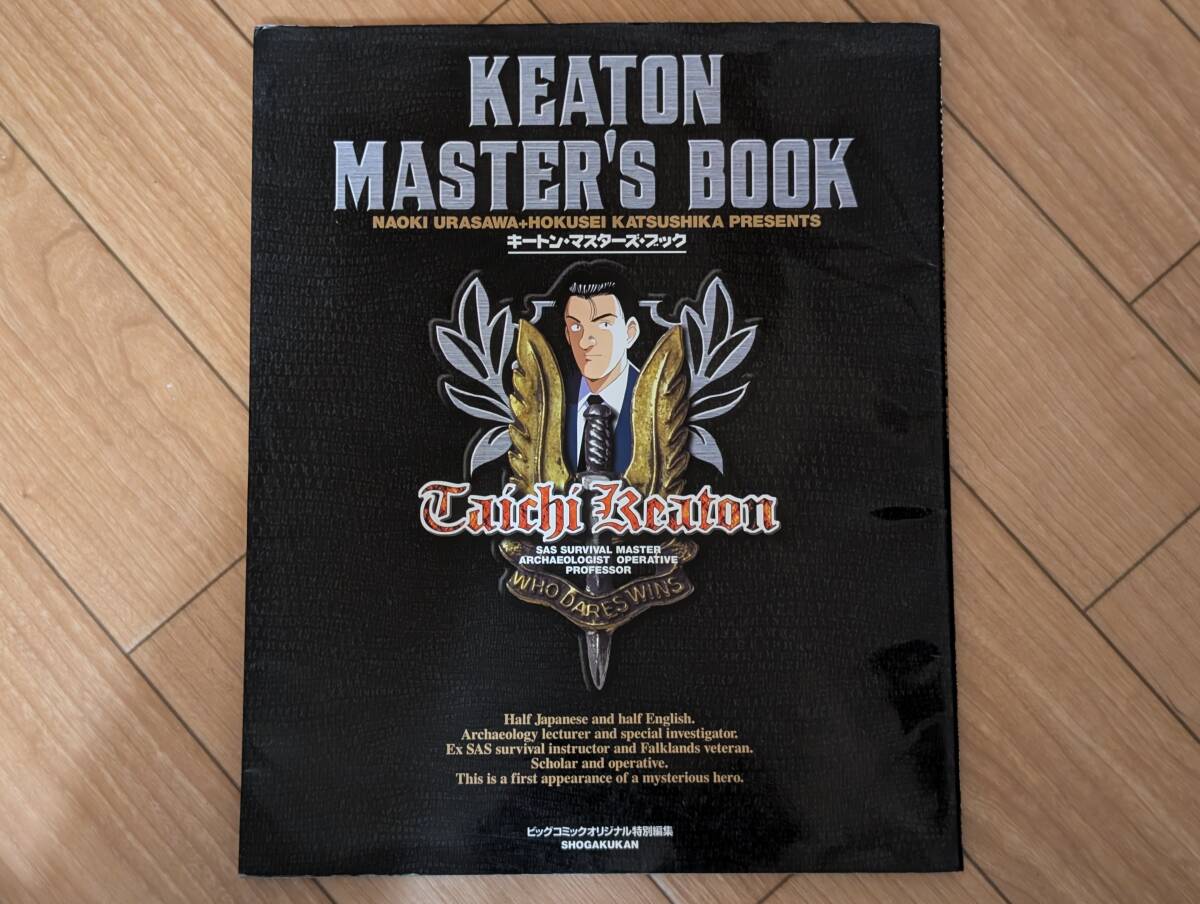 KEATON
MASTER'S BOOK
NAOKI URASAWA+HOKUSEI KATSUSHIKA PRESENTS
キートン・マスターズ・ブック
Taichi Keaton
SAS SURVIVAL MASTER
ARCHAEOLOGIST OPERATIVE
PROFESSOR
WHO DARES WINS
Half Japanese and half English.
Archaeology lecturer and special investigator.
Ex SAS survival instructor and Falklands veteran.
Scholar and operative.
This is a first appearance of a mysterious hero.
ビッグコミックオリジナル特別編集
SHOGAKUKAN